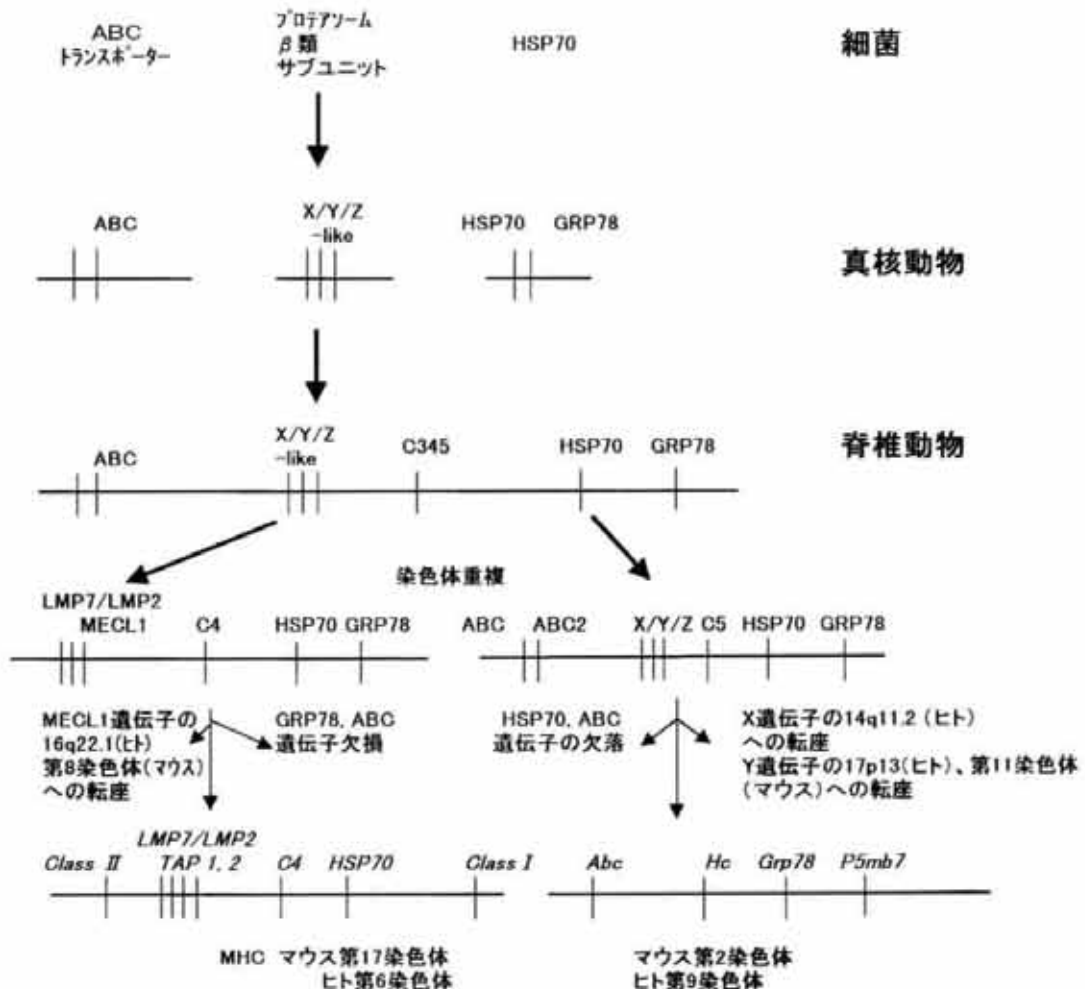 ABC
トランスポーター
プロテアソーム
β類
サブユニット
HSP70
細菌
ABC
X/Y/Z
-like
HSP70 GRP78
真核動物
ABC
X/Y/Z
-like
C345
HSP70
GRP78
脊椎動物
染色体重複
LMP7/LMP2
MECL1
C4
HSP70 GRP78
ABC
ABC2
X/Y/Z
C5
HSP70
GRP78
MECL1遺伝子の
16q22.1(ヒト)
第8染色体(マウス)
への転座
GRP78, ABC
遺伝子欠損
HSP70, ABC
遺伝子の欠落
X遺伝子の14q11.2 (ヒト)
への転座
Y遺伝子の17p13(ヒト)、第11染色体
(マウス)への転座
LMP7/LMP2
Class II
TAP 1, 2
C4
HSP70
Class I
Abc
Hc
Grp78
P5mb7
MHC マウス第17染色体
ヒト第6染色体
マウス第2染色体
ヒト第9染色体